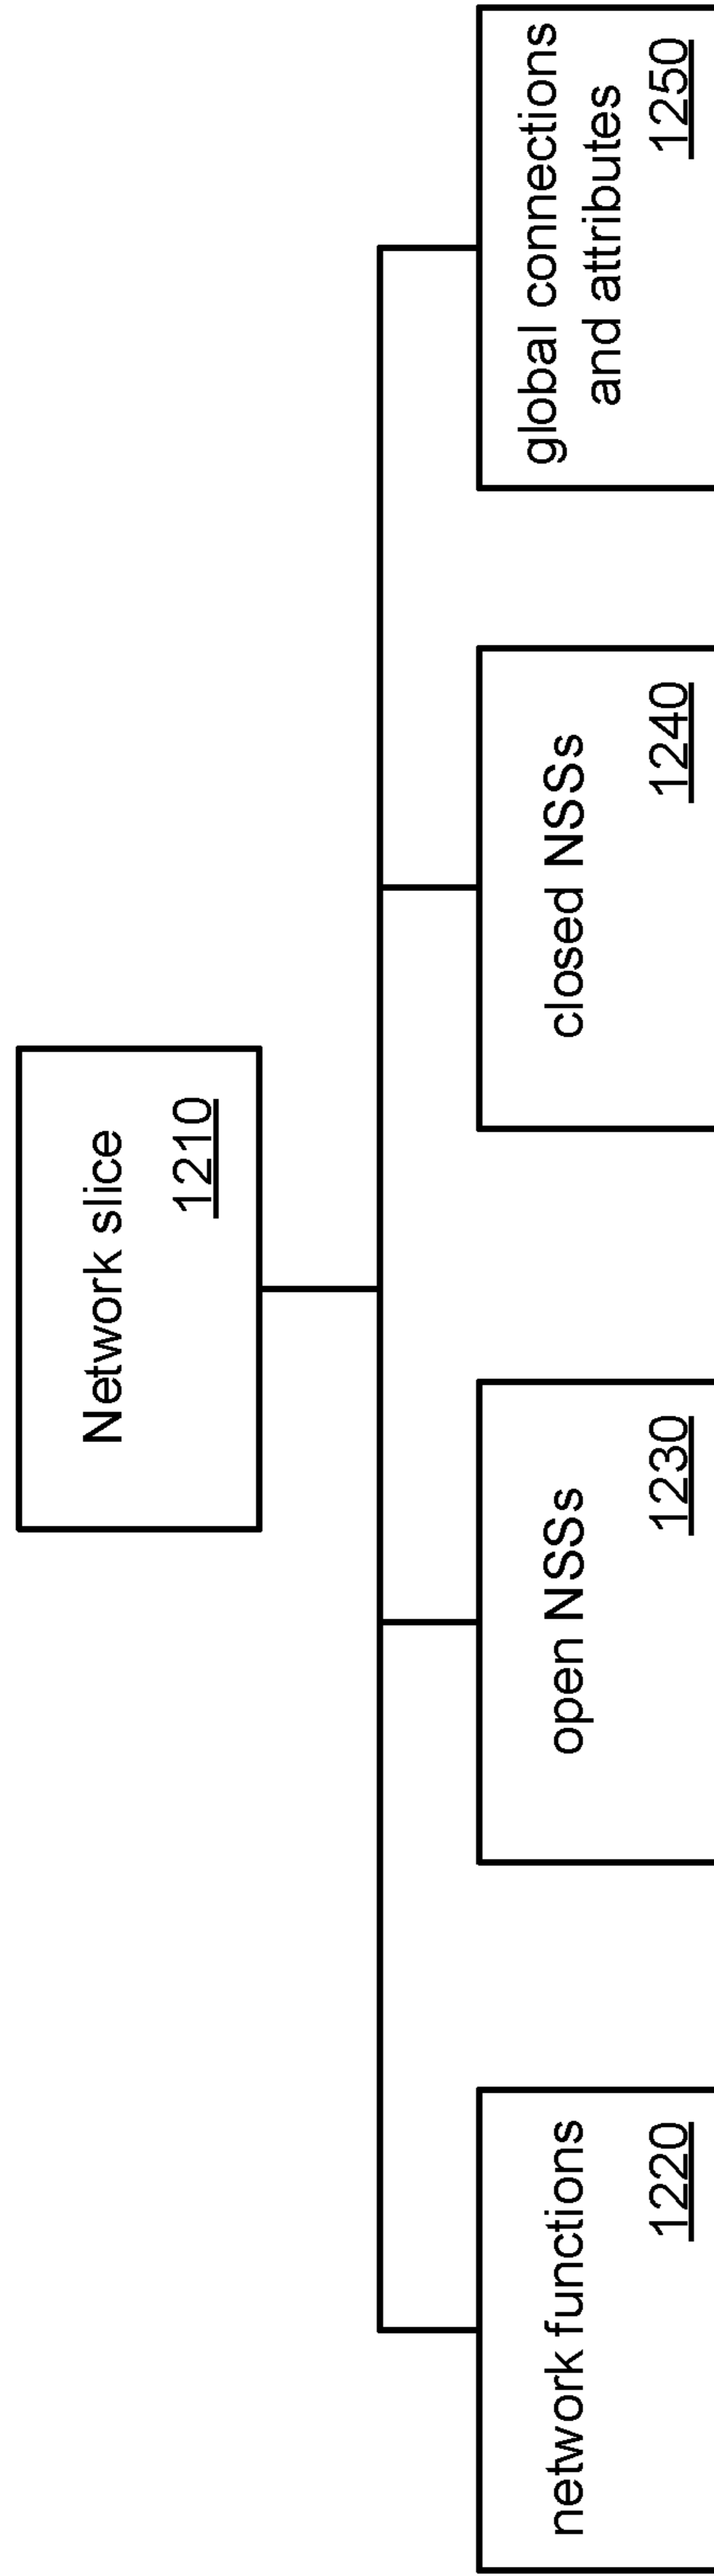 Network slice
1210
network functions
1220
open NSSs
1230
closed NSSs
1240
global connections
and attributes
1250